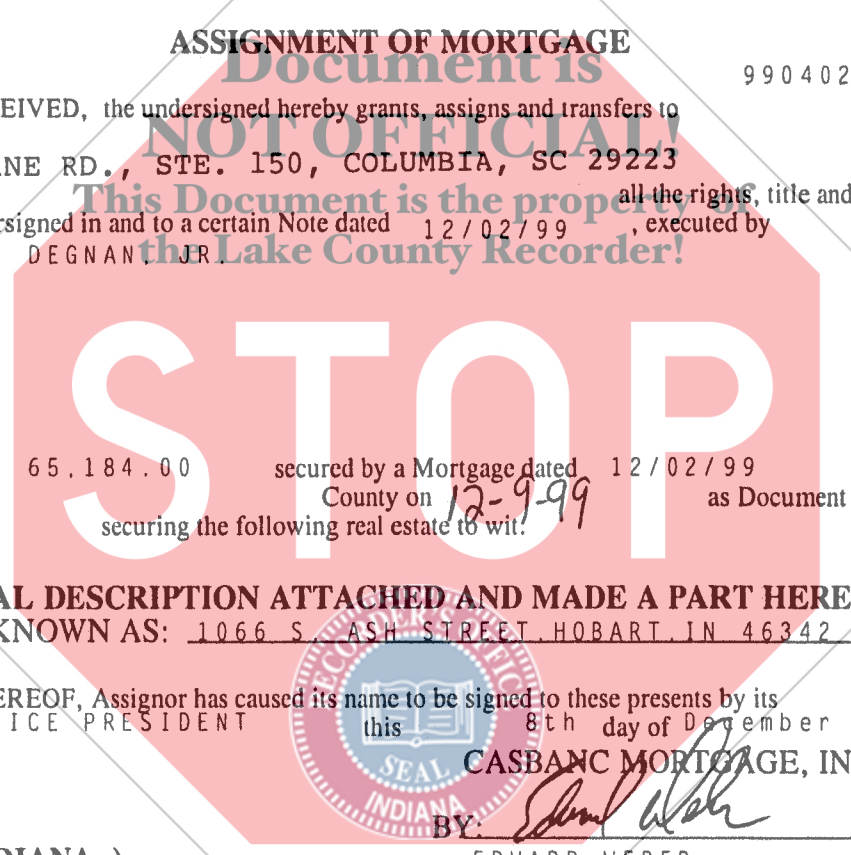 ASSIGNMENT OF MORTGAGE
Document is
990402
EIVED, the undersigned hereby grants, assigns and transfers to
NOT OFFICIAL!
NE RD., STE. 150, COLUMBIA, SC 29223
This Document is the property of
all the rights, title and
rsigned in and to a certain Note dated 12/02/99 , executed by
DEGNAN, JR.
the Lake County Recorder!
STOP
65,184.00 secured by a Mortgage dated 12/02/99
County on 12-9-99 as Document
securing the following real estate to wit:
AL DESCRIPTION ATTACHED AND MADE A PART HERE
KNOWN AS: 1066 S. ASH STREET, HOBART, IN 46342
RECORDER'S OFFICE
EREOF, Assignor has caused its name to be signed to these presents by its
ICE PRESIDENT this 8th day of December
SEAL
CASBANC MORTGAGE, IN
INDIANA
BY:
DIANA )
EDWARD WEBER